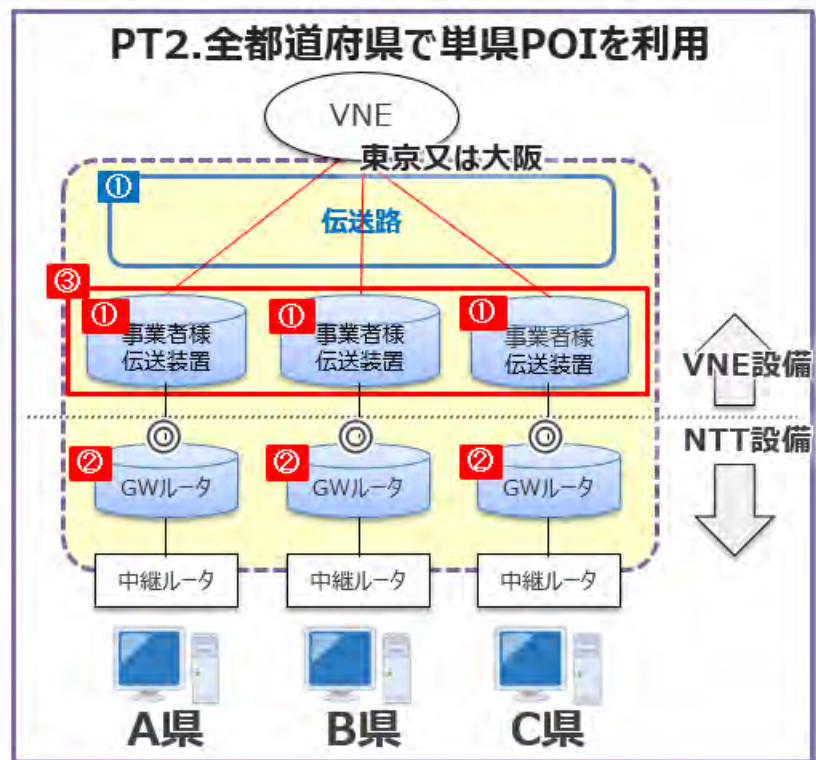 PT2.全都道府県で単県POIを利用
VNE
東京又は大阪
①
伝送路
③
① ① ①
事業者様 事業者様 事業者様
伝送装置 伝送装置 伝送装置
VNE設備
NTT設備
② ② ②
GWルータ GWルータ GWルータ
中継ルータ 中継ルータ 中継ルータ
A県 B県 C県